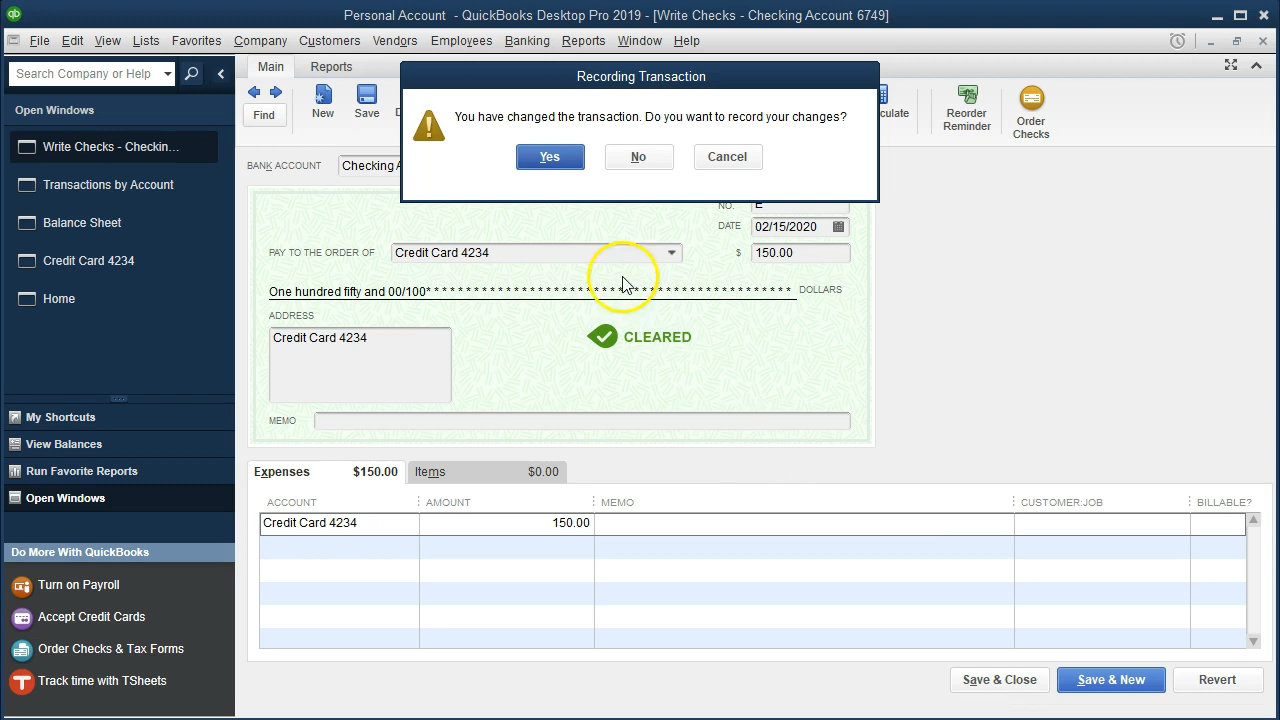 Personal Account - QuickBooks Desktop Pro 2019 - [Write Checks - Checking Account 6749]
File Edit View Lists Favorites Company Customers Vendors Employees Banking Reports Window Help
Search Company or Help
Open Windows
Write Checks - Checkin...
Transactions by Account
Balance Sheet
Credit Card 4234
Home
My Shortcuts
View Balances
Run Favorite Reports
Open Windows
Do More With QuickBooks
Turn on Payroll
Accept Credit Cards
Order Checks & Tax Forms
Track time with TSheets
Main Reports
Find
New
Save
D
culate
Reorder
Reminder
Order
Checks
Recording Transaction
You have changed the transaction. Do you want to record your changes?
Yes No Cancel
BANK ACCOUNT Checking A
NO. E
DATE 02/15/2020
PAY TO THE ORDER OF Credit Card 4234 $ 150.00
One hundred fifty and 00/100* * * * * * * * * * * * * * * * * * * * * * * * * * * * * * * * * * * * * * * * * * * * * * DOLLARS
ADDRESS
Credit Card 4234
CLEARED
MEMO
Expenses $150.00 Items $0.00
ACCOUNT AMOUNT MEMO CUSTOMER:JOB BILLABLE?
Credit Card 4234 150.00
Save & Close Save & New Revert